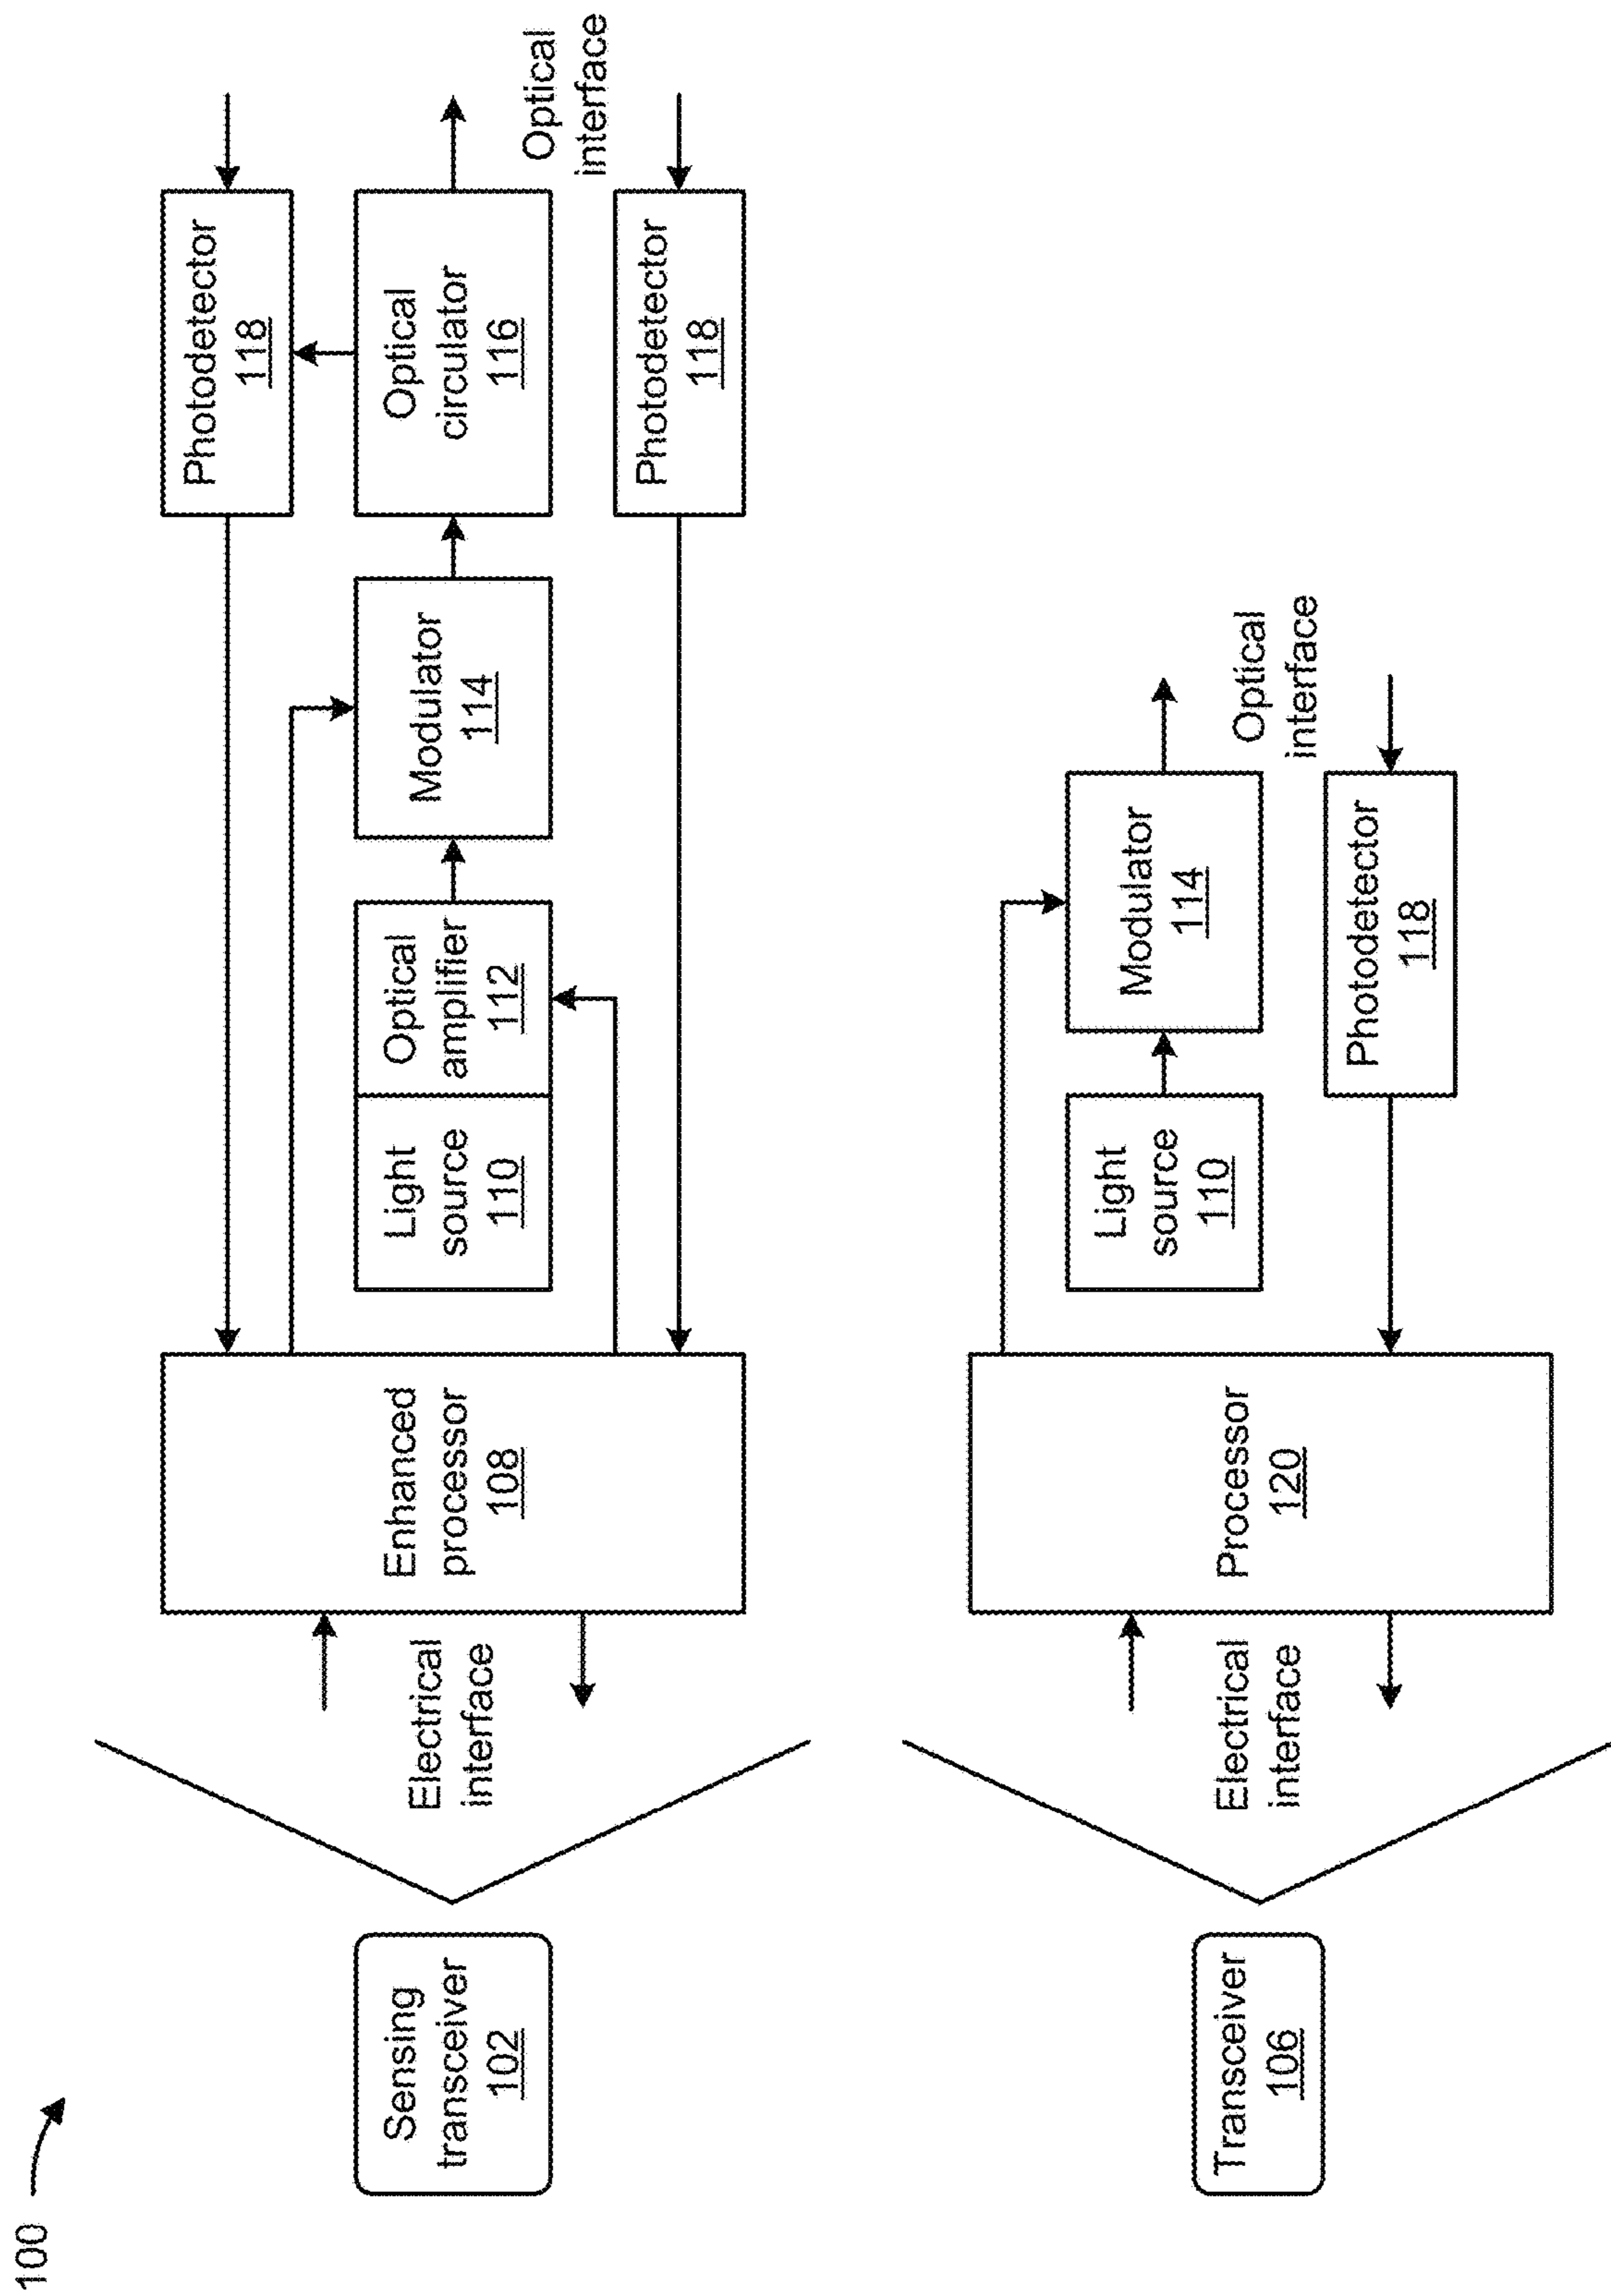 100
Sensing
transceiver
102
Electrical
interface
Enhanced
processor
108
Light
source
110
Optical
amplifier
112
Modulator
114
Photodetector
118
Optical
circulator
116
Photodetector
118
Optical
interface
Transceiver
106
Electrical
interface
Processor
120
Light
source
110
Modulator
114
Photodetector
118
Optical
interface